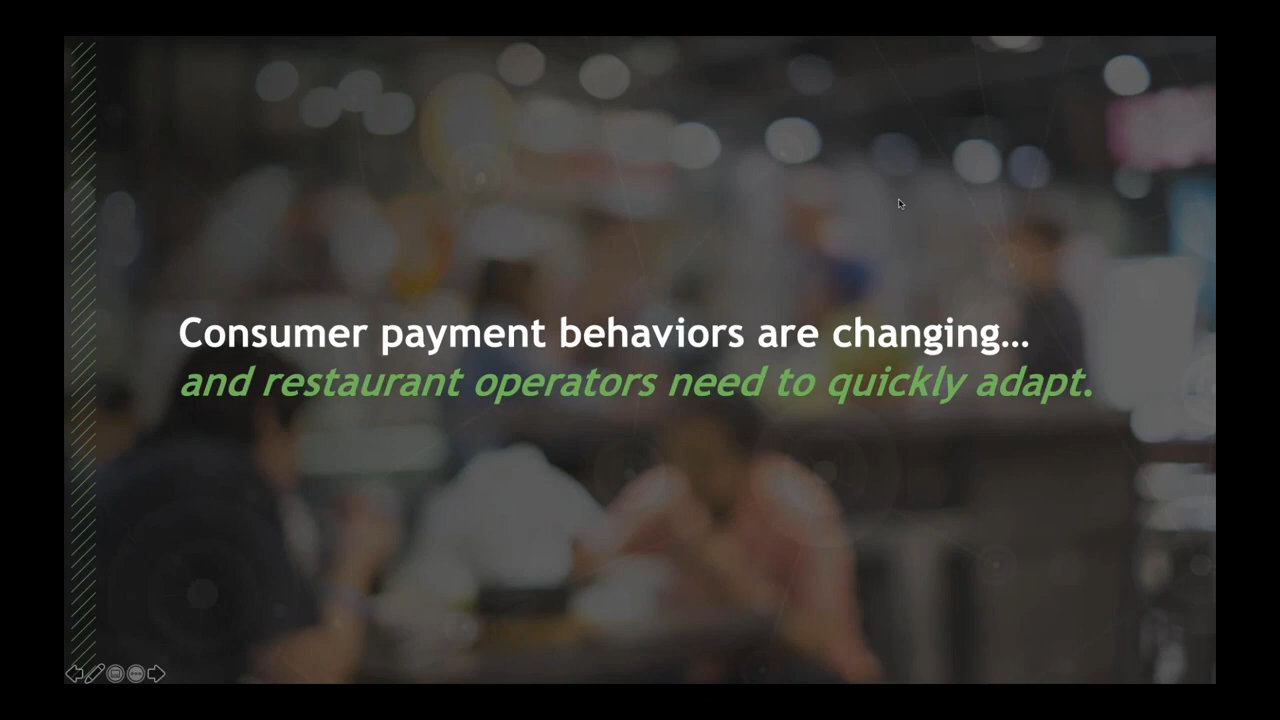 Consumer payment behaviors are changing...
and restaurant operators need to quickly adapt.